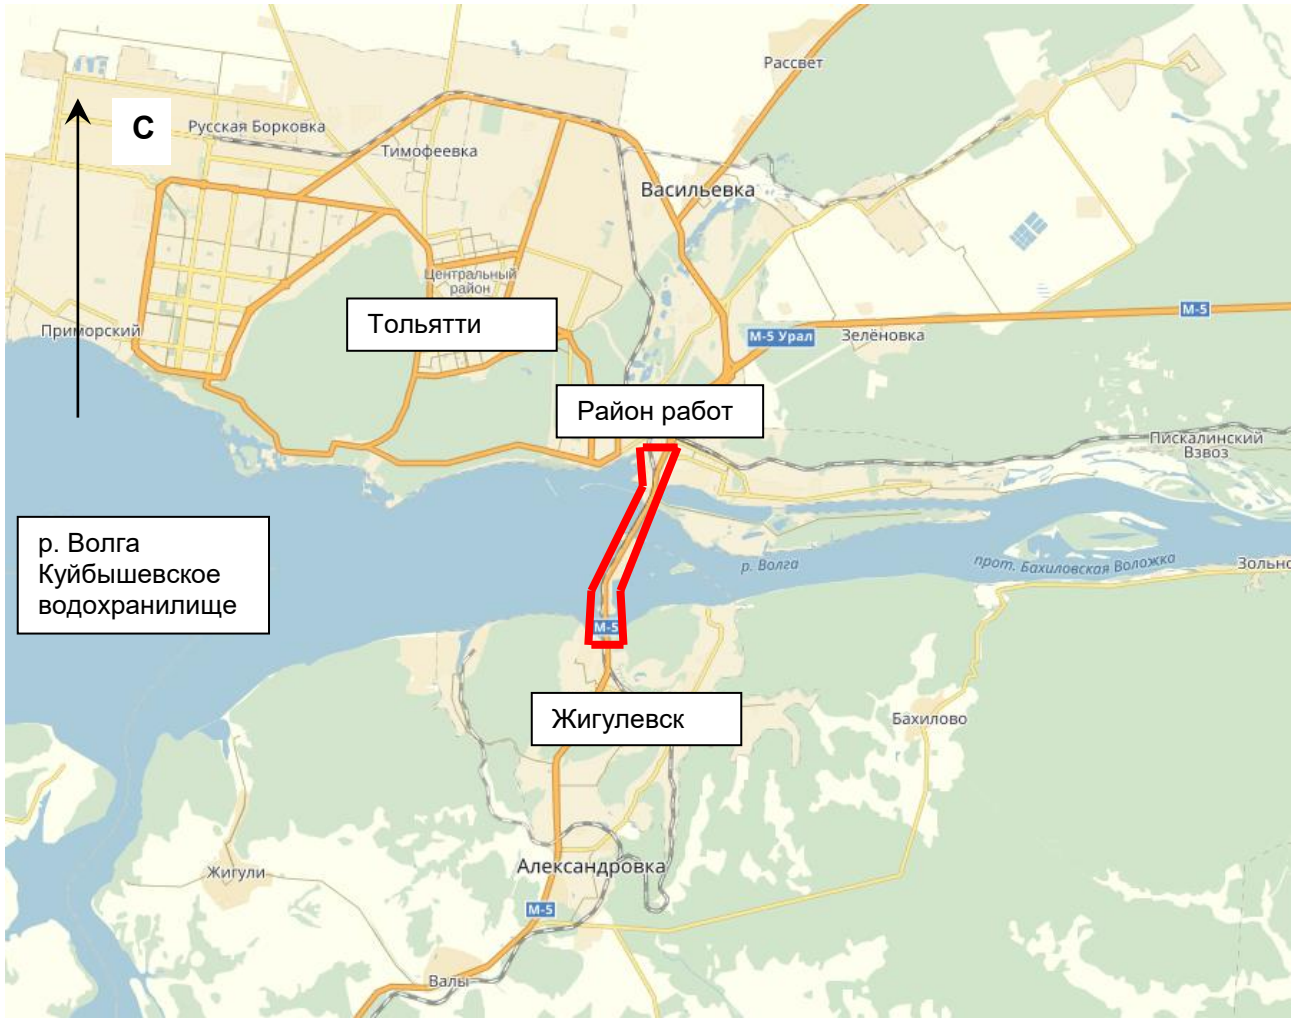 Рассвет
С
Русская Борковка
Тимофеевка
Васильевка
Центральный
район
М-5
Тольятти
Приморский
М-5 Урал
Зелёновка
Район работ
Пискалинский
Взвоз
р. Волга
Куйбышевское
водохранилище
р. Волга
прот. Бахиловская Воложка
Зольно
М-5
Жигулевск
Бахилово
Александровка
Жигули
М-5
Валы